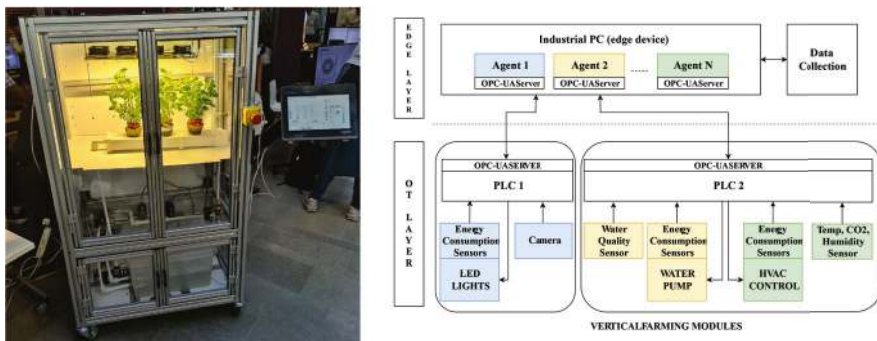 EDGE LAYER
Industrial PC (edge device)
Agent 1
OPC-UAServer
Agent 2
OPC-UAServer
......
Agent N
OPC-UAServer
Data
Collection
OT LAYER
OPC-UASERVER
PLC 1
Energy
Consumption
Sensors
LED
LIGHTS
Camera
OPC-UASERVER
PLC 2
Water
Quality
Sensor
Energy
Consumption
Sensors
WATER
PUMP
Energy
Consumption
Sensors
HVAC
CONTROL
Temp, CO2,
Humidity
Sensor
VERTICALFARMING MODULES